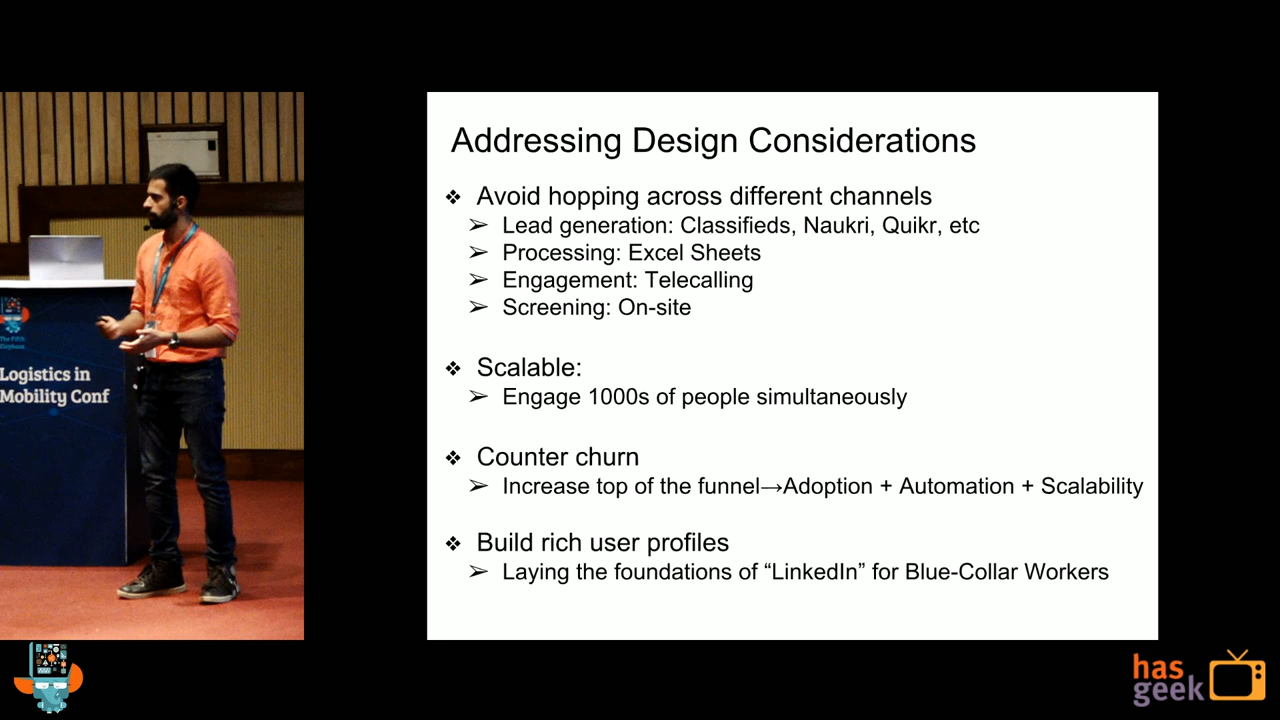 Addressing Design Considerations
❖ Avoid hopping across different channels
➢ Lead generation: Classifieds, Naukri, Quikr, etc
➢ Processing: Excel Sheets
➢ Engagement: Telecalling
➢ Screening: On-site
❖ Scalable:
➢ Engage 1000s of people simultaneously
❖ Counter churn
➢ Increase top of the funnel→Adoption + Automation + Scalability
❖ Build rich user profiles
➢ Laying the foundations of “LinkedIn” for Blue-Collar Workers
The Fifth
Elephant
Logistics in
Mobility Conf
has
geek